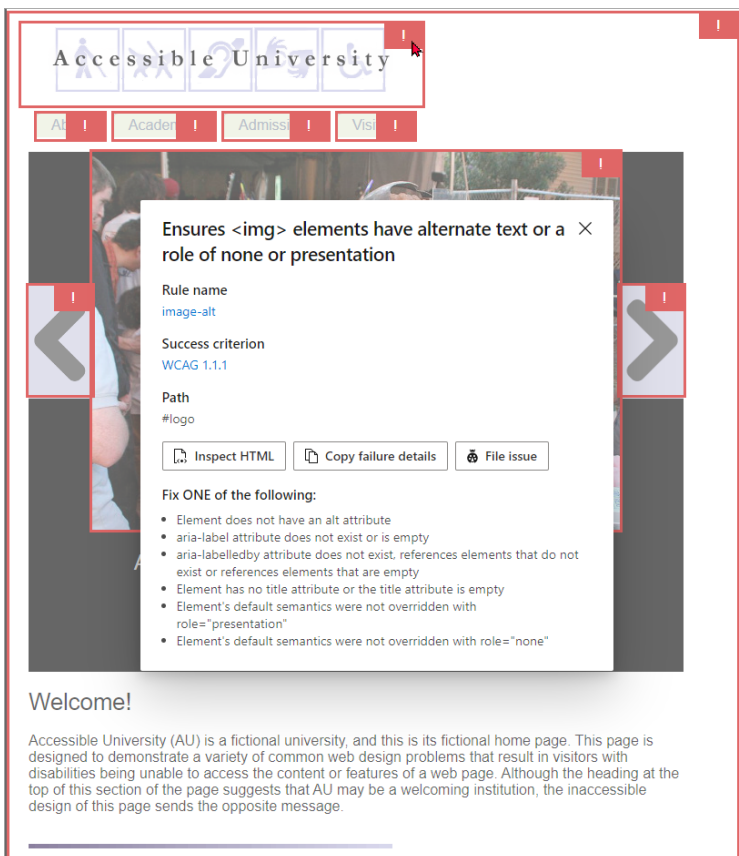 !
!
Accessible University
Ab !
Academ !
Admissi !
Visi !
!
Ensures <img> elements have alternate text or a
role of none or presentation
Rule name
image-alt
Success criterion
WCAG 1.1.1
Path
#logo
!
!
Inspect HTML
Copy failure details
File issue
Fix ONE of the following:
• Element does not have an alt attribute
• aria-label attribute does not exist or is empty
• aria-labelledby attribute does not exist, references elements that do not
exist or references elements that are empty
• Element has no title attribute or the title attribute is empty
• Element's default semantics were not overridden with
role="presentation"
• Element's default semantics were not overridden with role="none"
A
Welcome!
Accessible University (AU) is a fictional university, and this is its fictional home page. This page is
designed to demonstrate a variety of common web design problems that result in visitors with
disabilities being unable to access the content or features of a web page. Although the heading at the
top of this section of the page suggests that AU may be a welcoming institution, the inaccessible
design of this page sends the opposite message.